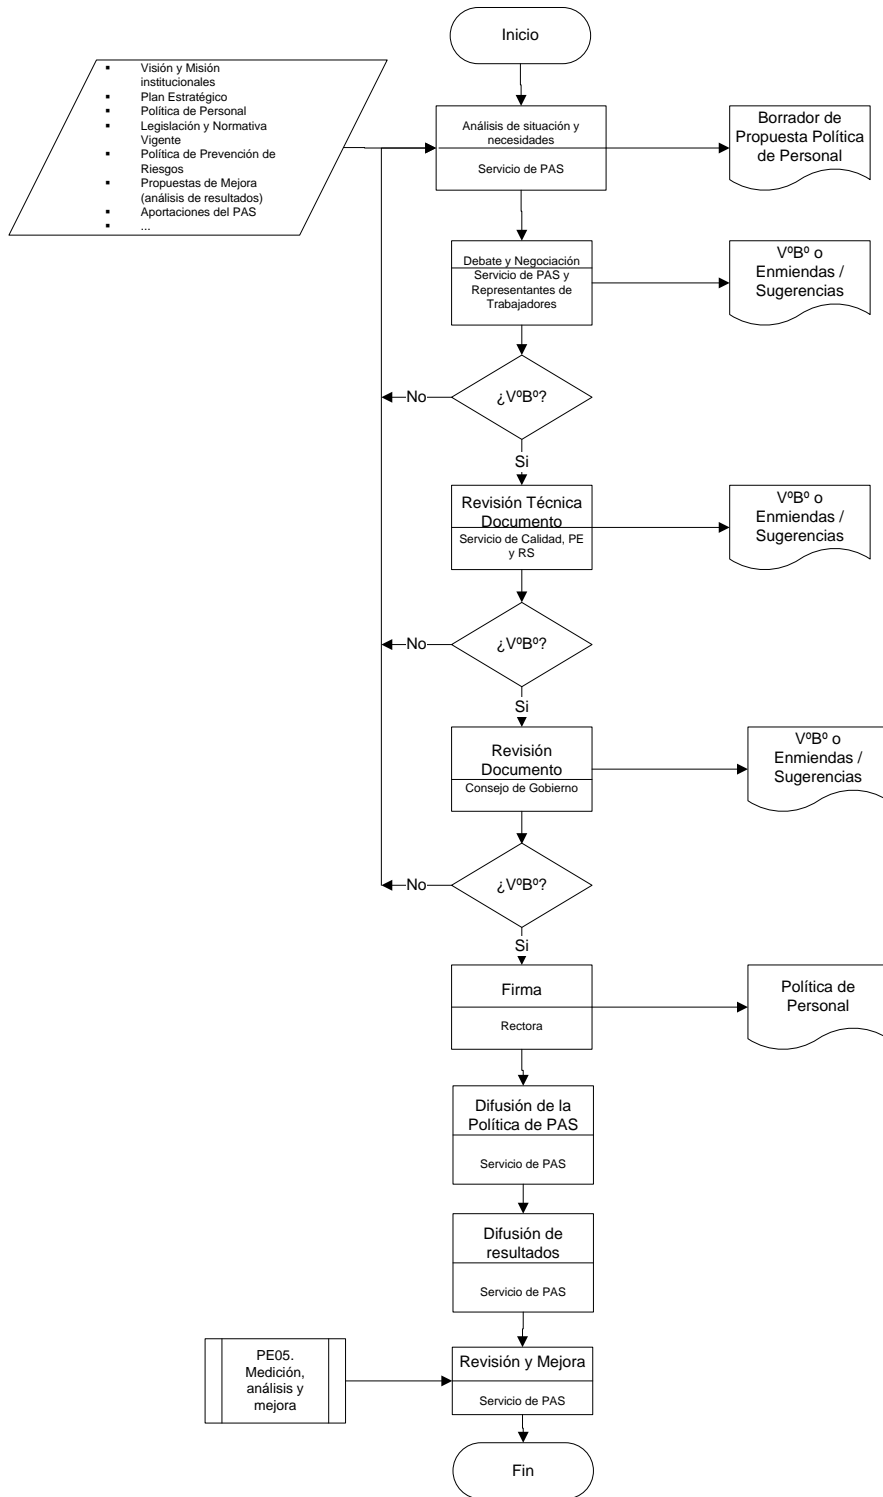 Inicio
▪ Visión y Misión
institucionales
▪ Plan Estratégico
▪ Política de Personal
▪ Legislación y Normativa
Vigente
▪ Política de Prevención de
Riesgos
▪ Propuestas de Mejora
(análisis de resultados)
▪ Aportaciones del PAS
▪ ...
Análisis de situación y
necesidades
Servicio de PAS
Borrador de
Propuesta Política
de Personal
Debate y Negociación
Servicio de PAS y
Representantes de
Trabajadores
VºBº o
Enmiendas /
Sugerencias
¿VºBº?
No
Si
Revisión Técnica
Documento
Servicio de Calidad, PE
y RS
VºBº o
Enmiendas /
Sugerencias
¿VºBº?
No
Si
Revisión
Documento
Consejo de Gobierno
VºBº o
Enmiendas /
Sugerencias
¿VºBº?
No
Si
Firma
Rectora
Política de
Personal
Difusión de la
Política de PAS
Servicio de PAS
Difusión de
resultados
Servicio de PAS
PE05.
Medición,
análisis y
mejora
Revisión y Mejora
Servicio de PAS
Fin